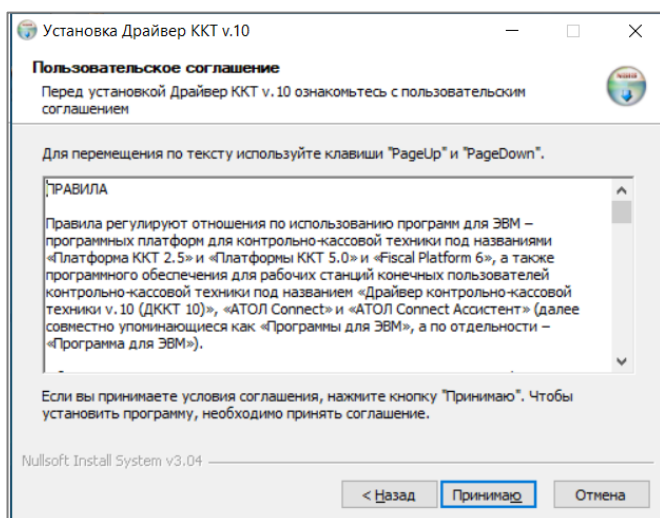 Установка Драйвер ККТ v.10
Пользовательское соглашение
Перед установкой Драйвер ККТ v.10 ознакомьтесь с пользовательским
соглашением
Для перемещения по тексту используйте клавиши "PageUp" и "PageDown".
ПРАВИЛА
Правила регулируют отношения по использованию программ для ЭВМ –
программных платформ для контрольно-кассовой техники под названиями
«Платформа ККТ 2.5» и «Платформы ККТ 5.0» и «Fiscal Platform 6», а также
программного обеспечения для рабочих станций конечных пользователей
контрольно-кассовой техники под названием «Драйвер контрольно-кассовой
техники v.10 (ДККТ 10)», «АТОЛ Connect» и «АТОЛ Connect Ассистент» (далее
совместно упоминающиеся как «Программы для ЭВМ», а по отдельности –
«Программа для ЭВМ»).
Если вы принимаете условия соглашения, нажмите кнопку "Принимаю". Чтобы
установить программу, необходимо принять соглашение.
Nullsoft Install System v3.04
< Назад
Принимаю
Отмена